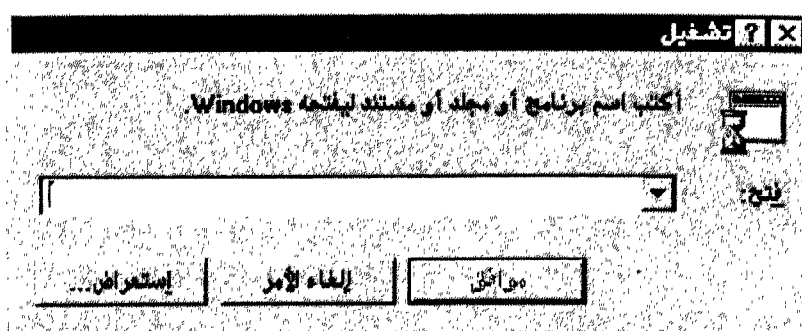 تشغيل
أكتب اسم برنامج أو مجلد أو مستند ليفتحه Windows.
فتح:
موافق إلغاء الأمر إستعراض...